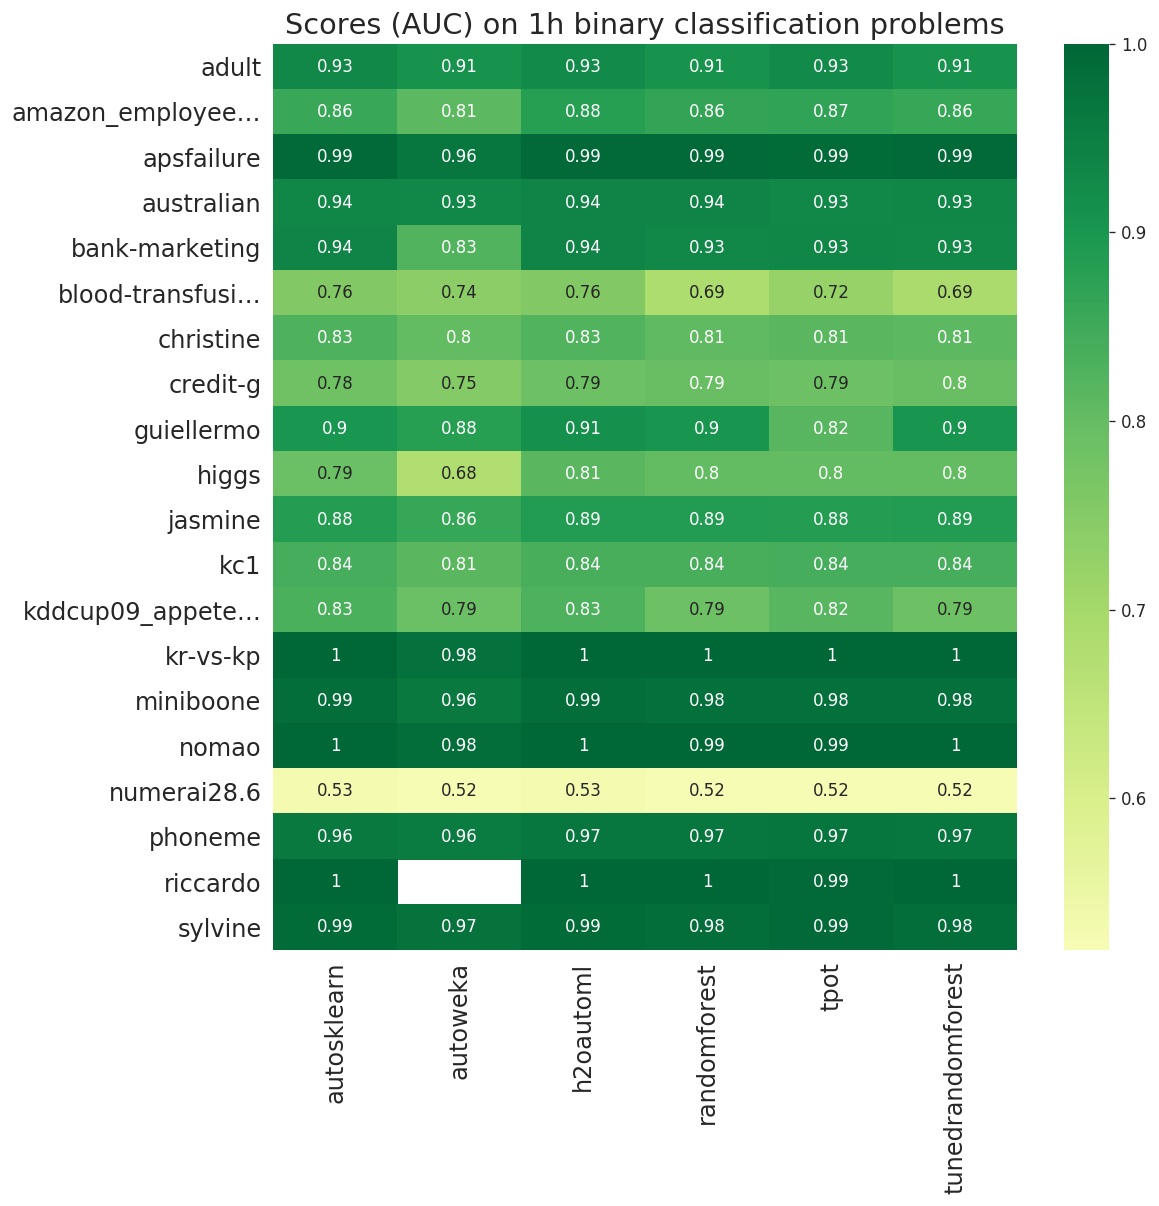 Scores (AUC) on 1h binary classification problems
adult 0.93 0.91 0.93 0.91 0.93 0.91
amazon_employee… 0.86 0.81 0.88 0.86 0.87 0.86
apsfailure 0.99 0.96 0.99 0.99 0.99 0.99
australian 0.94 0.93 0.94 0.94 0.93 0.93
bank-marketing 0.94 0.83 0.94 0.93 0.93 0.93
blood-transfusi… 0.76 0.74 0.76 0.69 0.72 0.69
christine 0.83 0.8 0.83 0.81 0.81 0.81
credit-g 0.78 0.75 0.79 0.79 0.79 0.8
guiellermo 0.9 0.88 0.91 0.9 0.82 0.9
higgs 0.79 0.68 0.81 0.8 0.8 0.8
jasmine 0.88 0.86 0.89 0.89 0.88 0.89
kc1 0.84 0.81 0.84 0.84 0.84 0.84
kddcup09_appete… 0.83 0.79 0.83 0.79 0.82 0.79
kr-vs-kp 1 0.98 1 1 1 1
miniboone 0.99 0.96 0.99 0.98 0.98 0.98
nomao 1 0.98 1 0.99 0.99 1
numerai28.6 0.53 0.52 0.53 0.52 0.52 0.52
phoneme 0.96 0.96 0.97 0.97 0.97 0.97
riccardo 1 1 1 0.99 1
sylvine 0.99 0.97 0.99 0.98 0.99 0.98
autosklearn
autoweka
h2oautoml
randomforest
tpot
tunedrandomforest
1.0
0.9
0.8
0.7
0.6